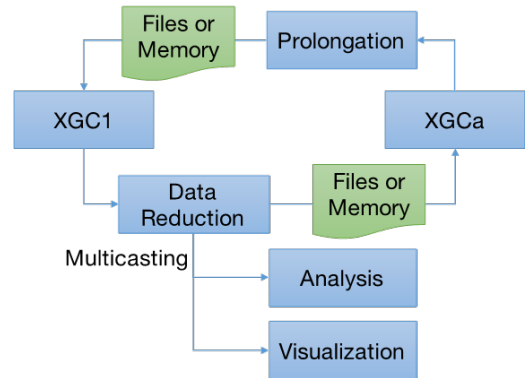 Files or
Memory
Prolongation
XGC1
XGCa
Data
Reduction
Files or
Memory
Multicasting
Analysis
Visualization